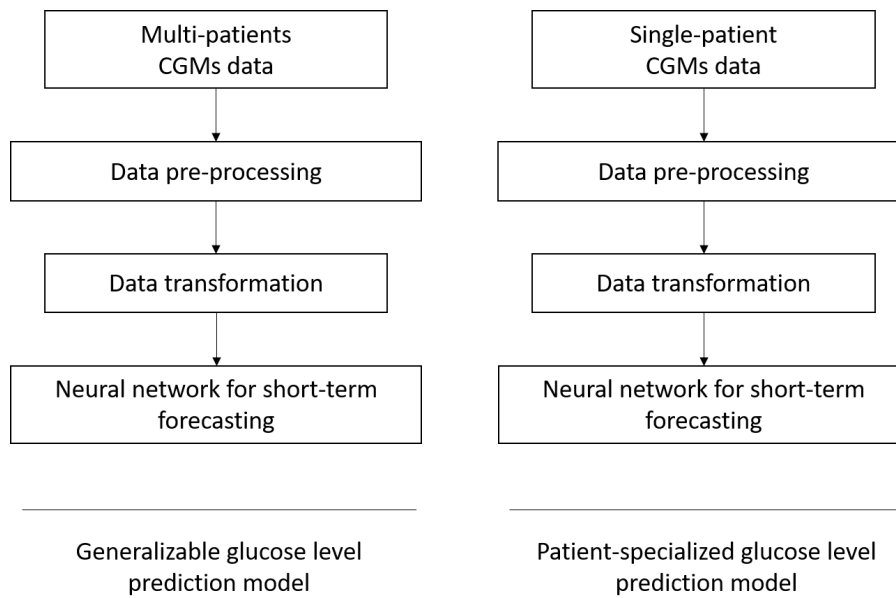 Multi-patients
CGMs data
Data pre-processing
Data transformation
Neural network for short-term
forecasting
Generalizable glucose level
prediction model
Single-patient
CGMs data
Data pre-processing
Data transformation
Neural network for short-term
forecasting
Patient-specialized glucose level
prediction model